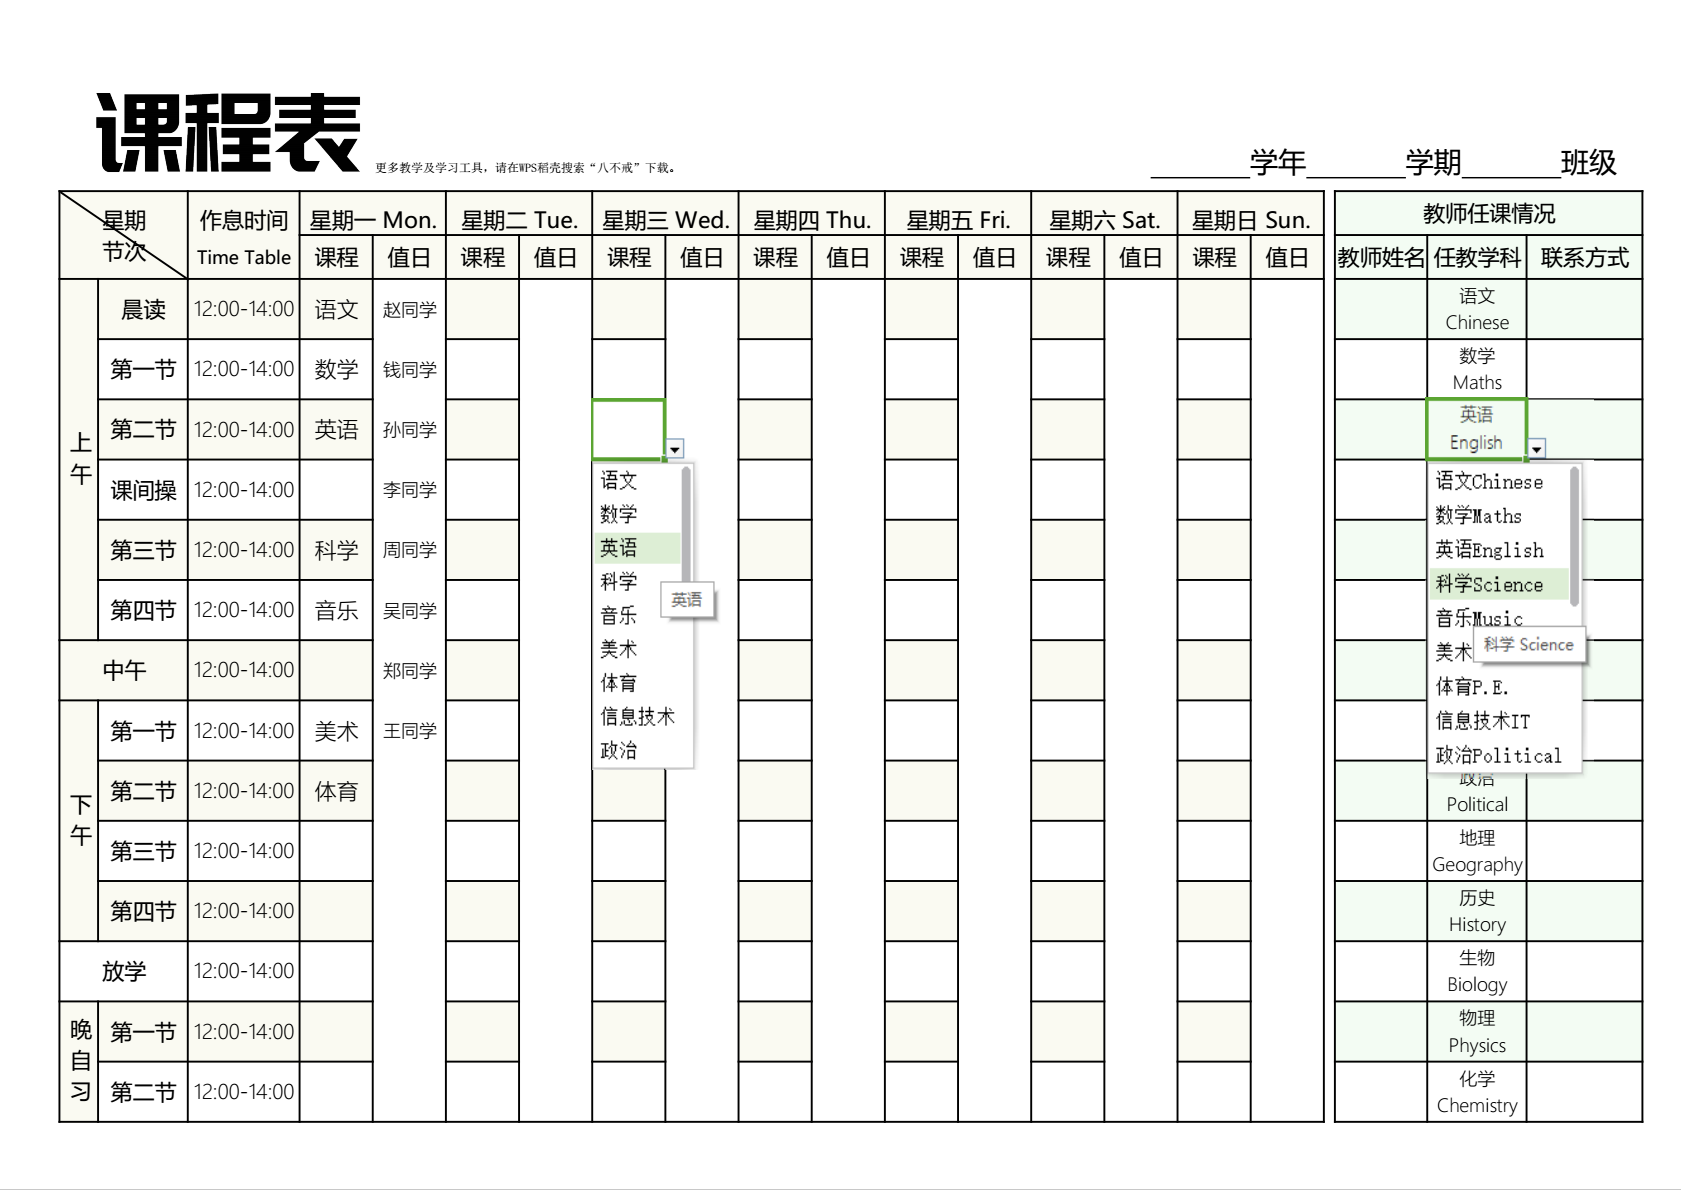 课程表
更多教学及学习工具，请在WPS稻壳搜索“八不戒”下载。
_______学年_______学期_______班级
星期 作息时间 星期一 Mon. 星期二 Tue. 星期三 Wed. 星期四 Thu. 星期五 Fri. 星期六 Sat. 星期日 Sun. 教师任课情况
节次 Time Table 课程 值日 课程 值日 课程 值日 课程 值日 课程 值日 课程 值日 课程 值日 教师姓名 任教学科 联系方式
上午
晨读 12:00-14:00 语文 赵同学 语文 Chinese
第一节 12:00-14:00 数学 钱同学 数学 Maths
第二节 12:00-14:00 英语 孙同学 英语 English
课间操 12:00-14:00 李同学
第三节 12:00-14:00 科学 周同学
第四节 12:00-14:00 音乐 吴同学
中午 12:00-14:00 郑同学
下午
第一节 12:00-14:00 美术 王同学
第二节 12:00-14:00 体育 政治 Political
第三节 12:00-14:00 地理 Geography
第四节 12:00-14:00 历史 History
放学 12:00-14:00 生物 Biology
晚自习
第一节 12:00-14:00 物理 Physics
第二节 12:00-14:00 化学 Chemistry
语文
数学
英语
科学
英语
音乐
美术
体育
信息技术
政治
语文Chinese
数学Maths
英语English
科学Science
音乐Music
科学 Science
美术
体育P.E.
信息技术IT
政治Political